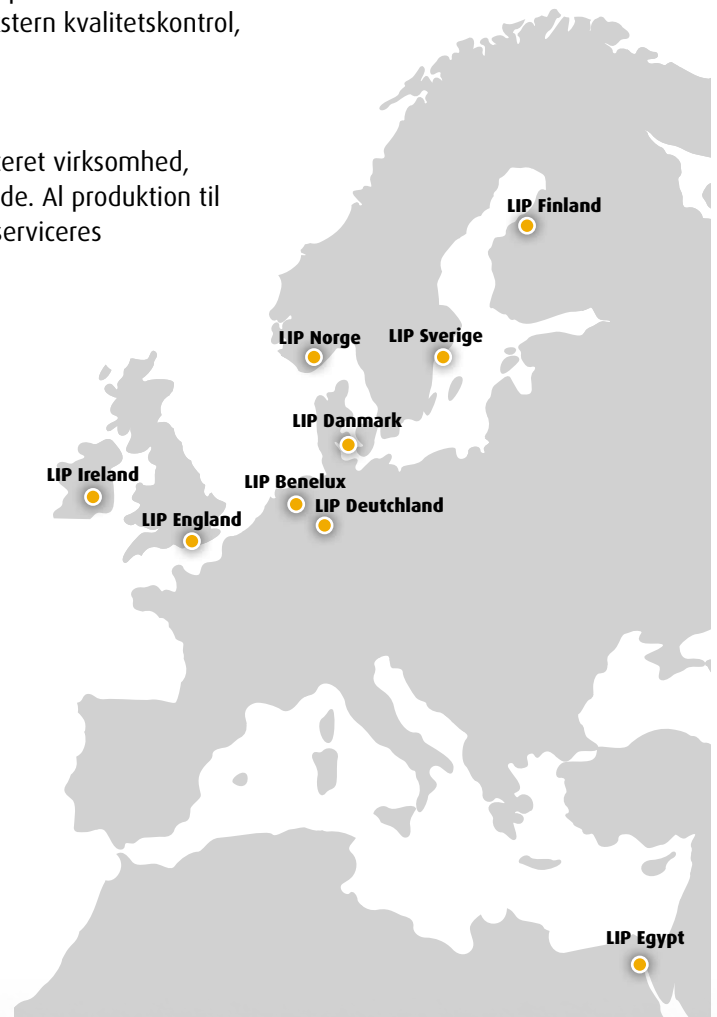 stern kvalitetskontrol,
teret virksomhed,
de. Al produktion til
serviceres
LIP Finland
LIP Norge
LIP Sverige
LIP Danmark
LIP Ireland
LIP Benelux
LIP Deutchland
LIP England
LIP Egypt